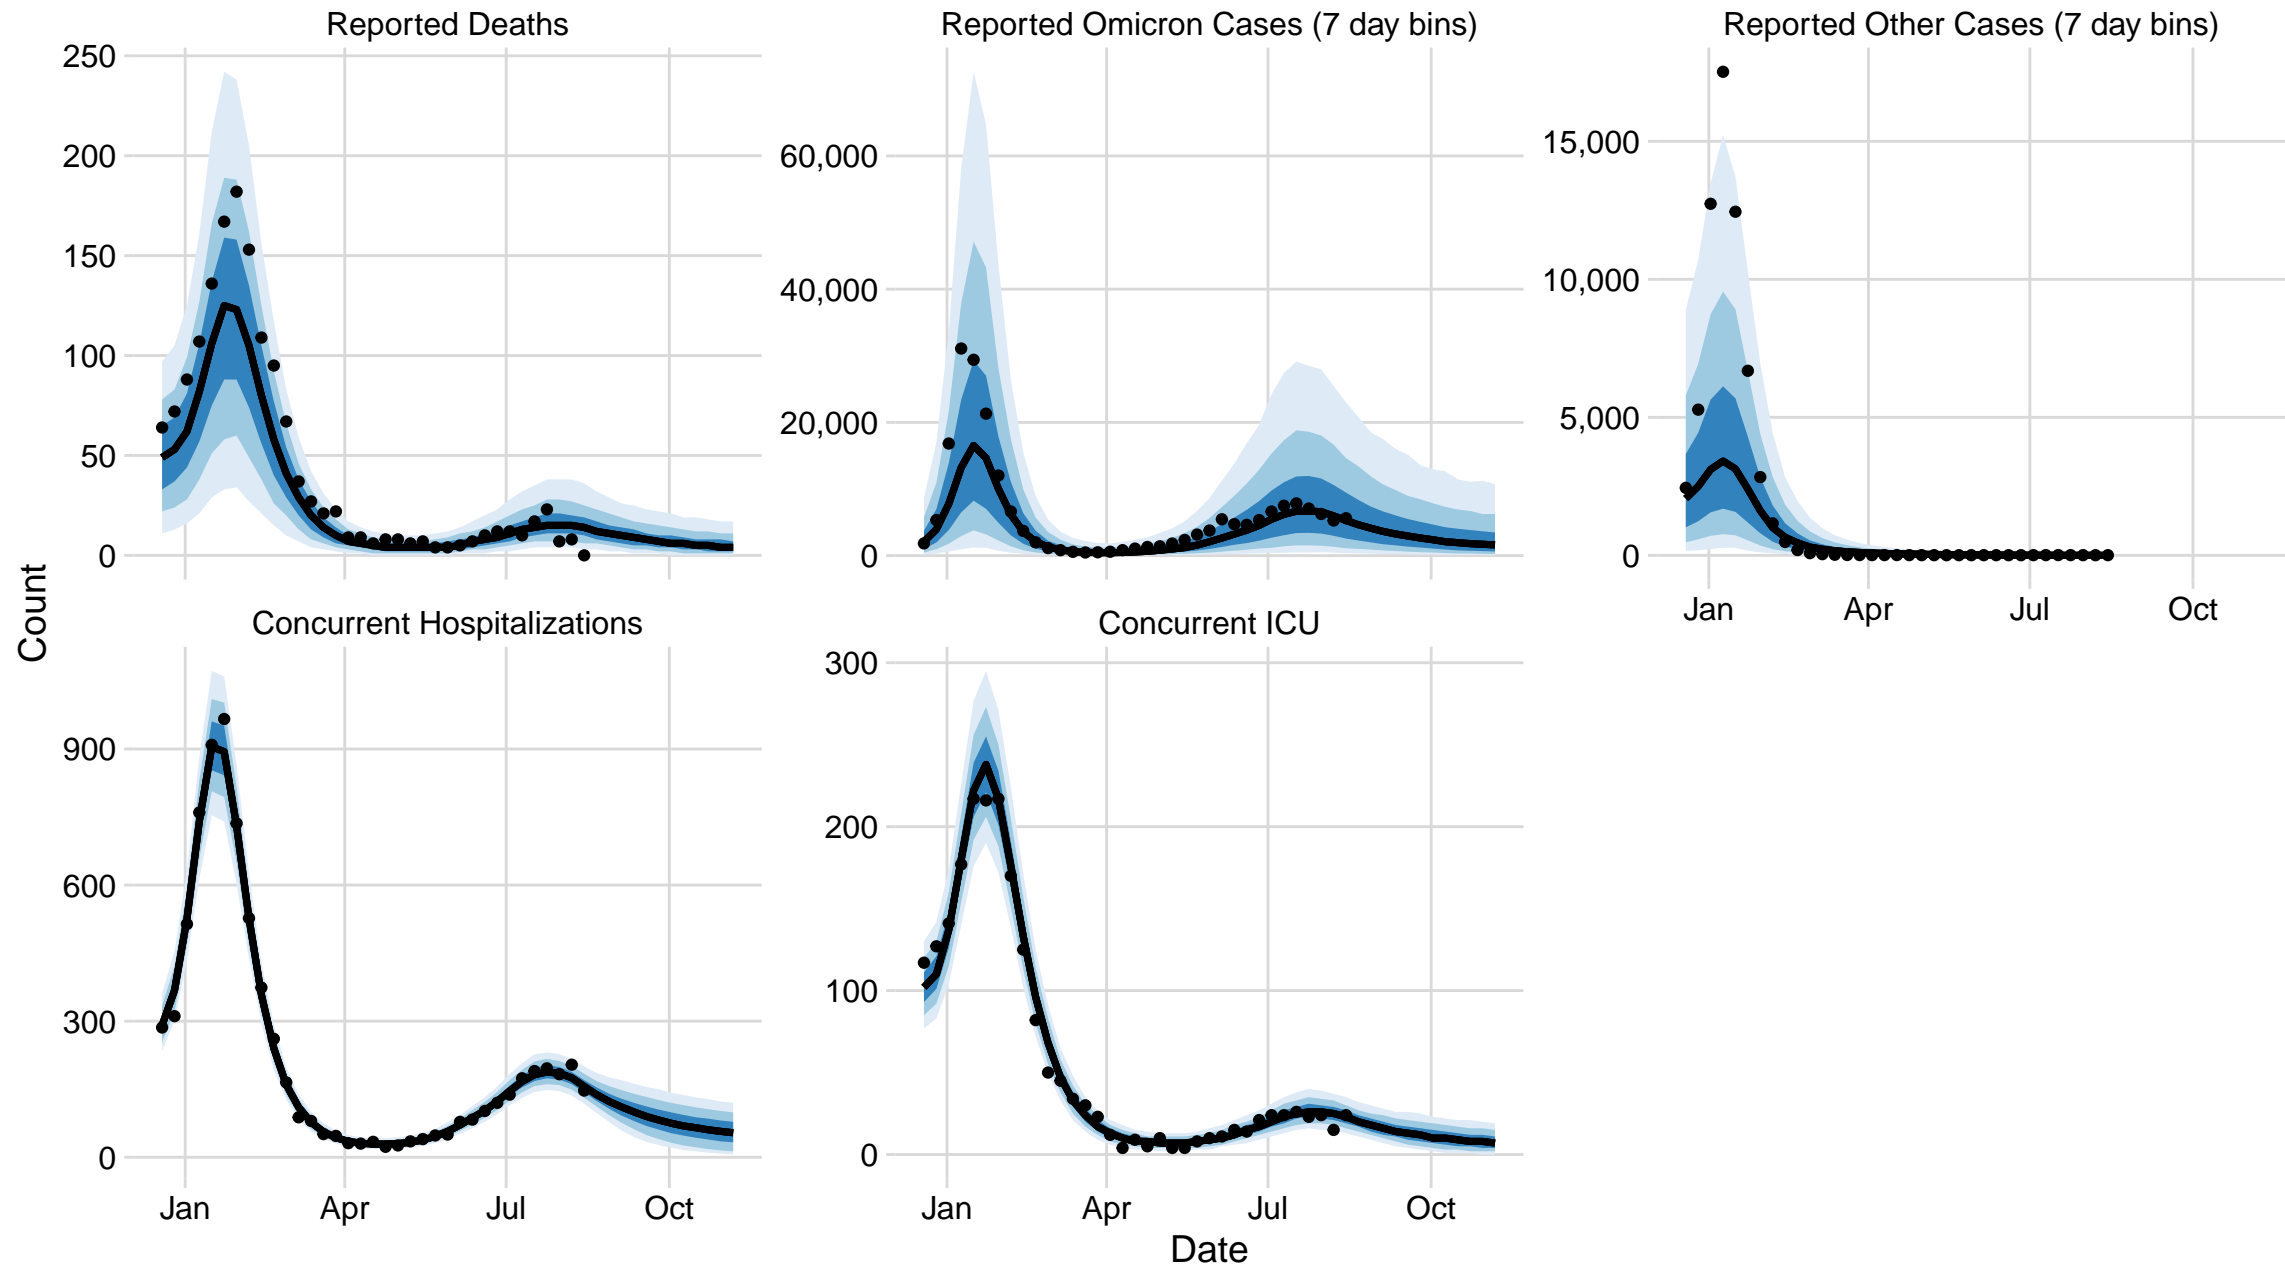 Reported Deaths
250
200
150
100
50
0
Reported Omicron Cases (7 day bins)
60,000
40,000
20,000
0
Reported Other Cases (7 day bins)
15,000
10,000
5,000
0
Jan Apr Jul Oct
Count
Concurrent Hospitalizations
900
600
300
0
Jan Apr Jul Oct
Concurrent ICU
300
200
100
0
Jan Apr Jul Oct
Date